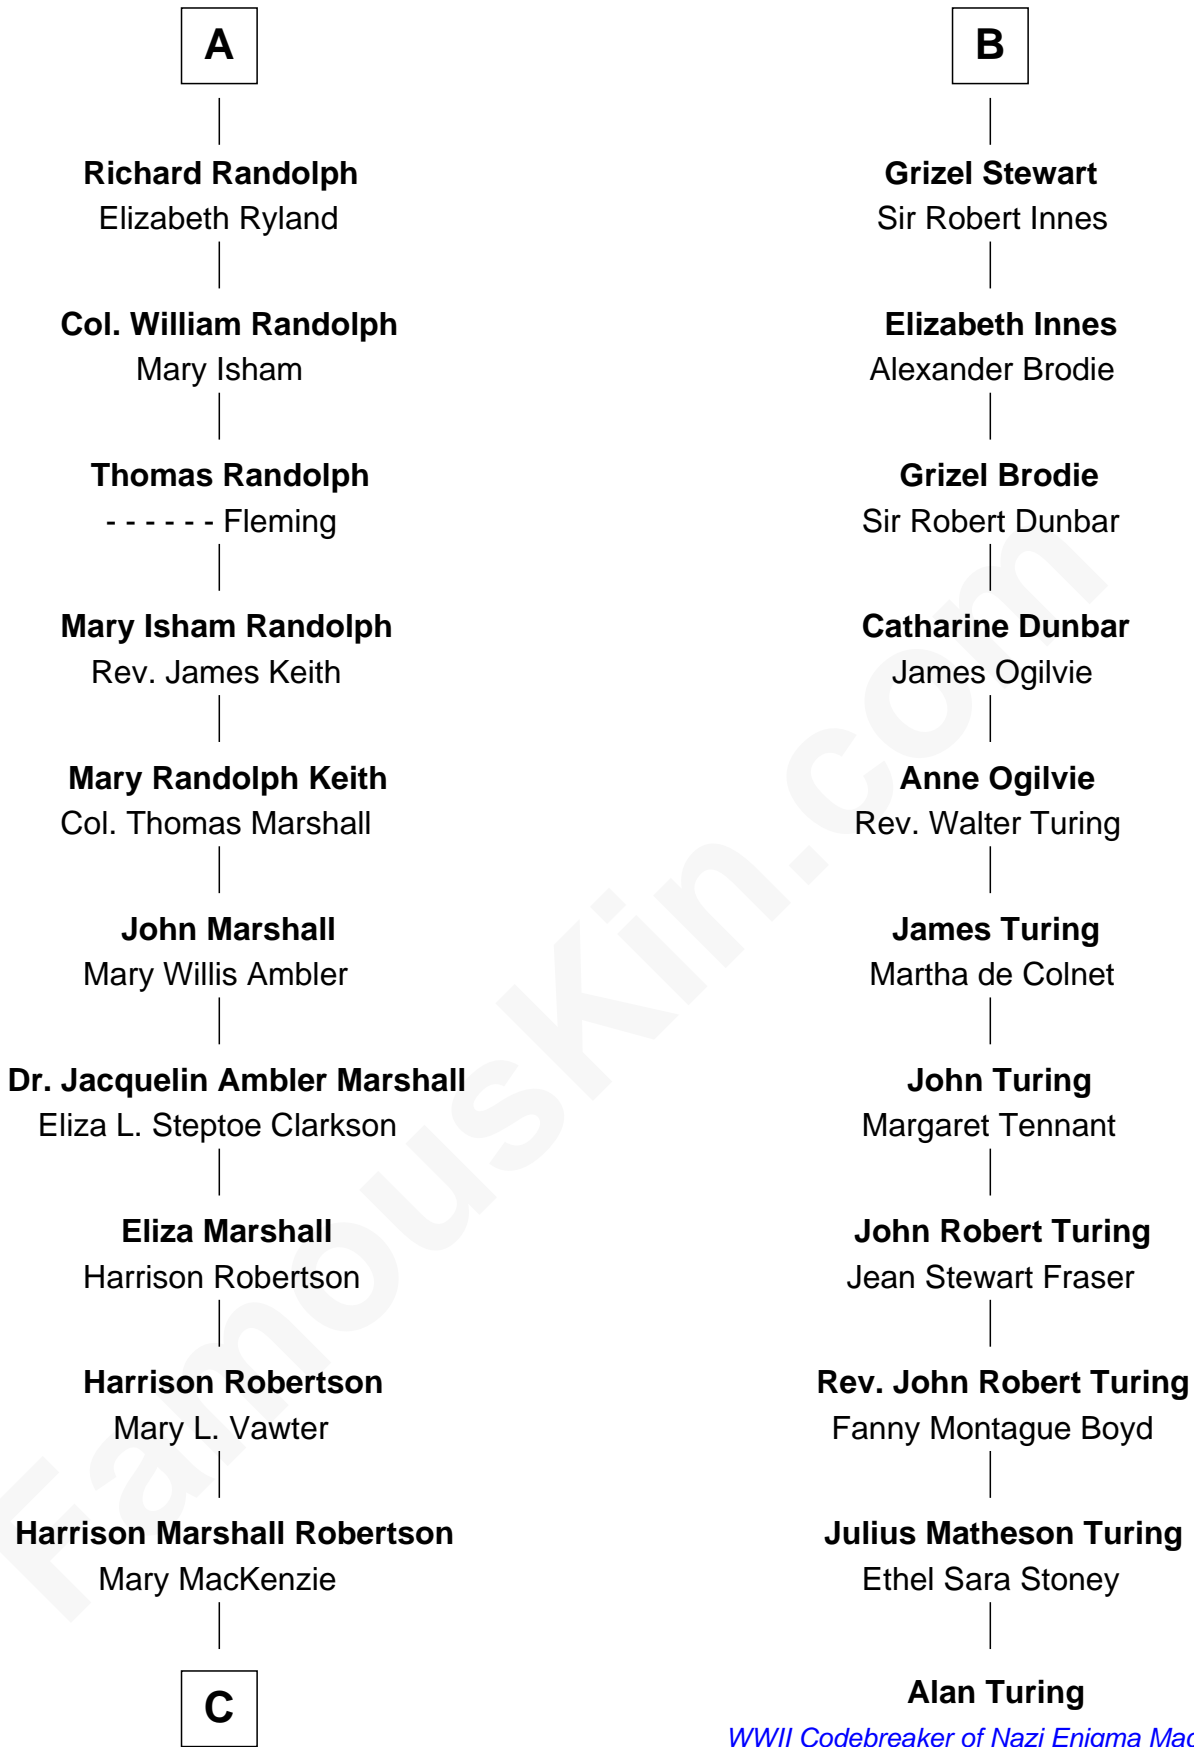 A
Richard Randolph
Elizabeth Ryland
Col. William Randolph
Mary Isham
Thomas Randolph
- - - - - - Fleming
Mary Isham Randolph
Rev. James Keith
Mary Randolph Keith
Col. Thomas Marshall
John Marshall
Mary Willis Ambler
Dr. Jacquelin Ambler Marshall
Eliza L. Steptoe Clarkson
Eliza Marshall
Harrison Robertson
Harrison Robertson
Mary L. Vawter
Harrison Marshall Robertson
Mary MacKenzie
C
B
Grizel Stewart
Sir Robert Innes
Elizabeth Innes
Alexander Brodie
Grizel Brodie
Sir Robert Dunbar
Catharine Dunbar
James Ogilvie
Anne Ogilvie
Rev. Walter Turing
James Turing
Martha de Colnet
John Turing
Margaret Tennant
John Robert Turing
Jean Stewart Fraser
Rev. John Robert Turing
Fanny Montague Boyd
Julius Matheson Turing
Ethel Sara Stoney
Alan Turing
WWII Codebreaker of Nazi Enigma Mac
FamousKin.com